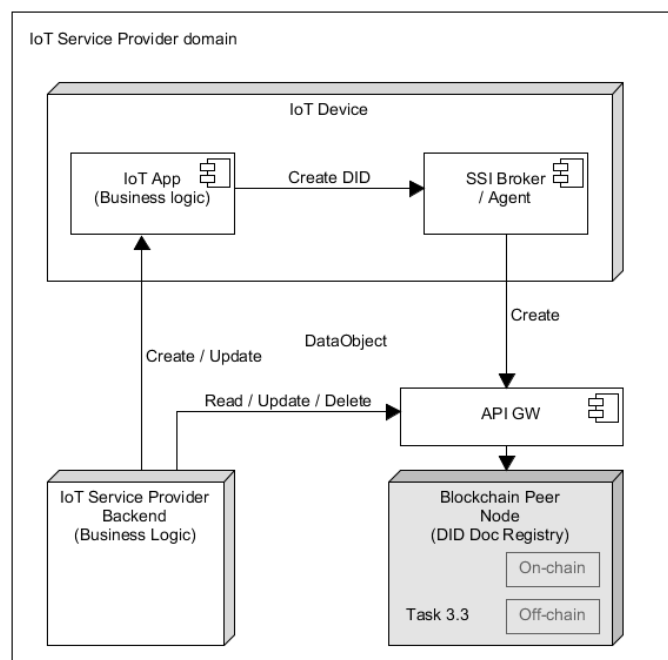 IoT Service Provider domain
IoT Device
IoT App
(Business logic)
Create DID
SSI Broker
/ Agent
Create
DataObject
Create / Update
Read / Update / Delete
API GW
IoT Service Provider
Backend
(Business Logic)
Blockchain Peer
Node
(DID Doc Registry)
On-chain
Task 3.3
Off-chain